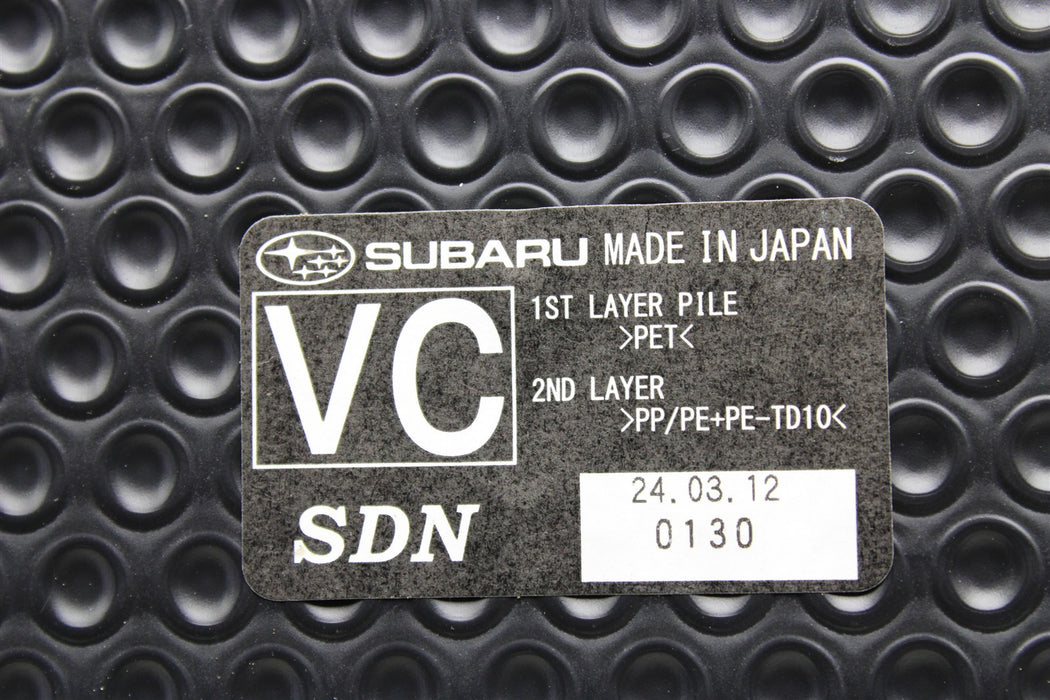 SUBARU MADE IN JAPAN
VC
1ST LAYER PILE
>PET<
2ND LAYER
>PP/PE+PE-TD10<
SDN
24.03.12
0130